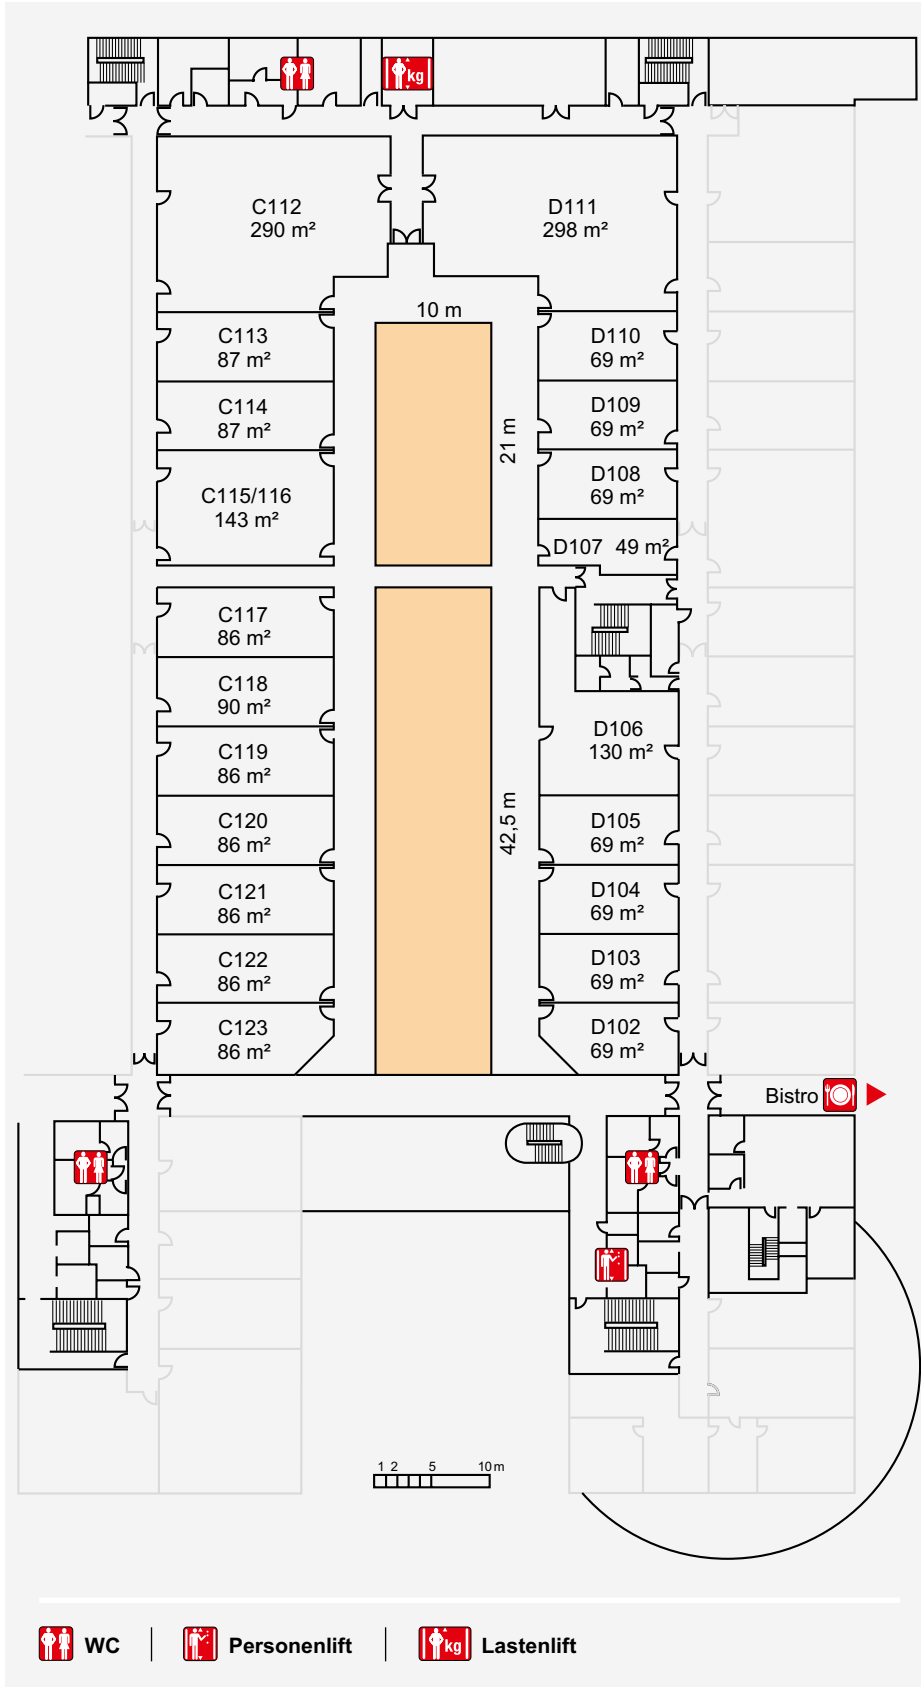 kg
C112
290 m²
D111
298 m²
10 m
C113
87 m²
D110
69 m²
C114
87 m²
D109
69 m²
21 m
C115/116
143 m²
D108
69 m²
D107 49 m²
C117
86 m²
C118
90 m²
D106
130 m²
C119
86 m²
42,5 m
C120
86 m²
D105
69 m²
C121
86 m²
D104
69 m²
C122
86 m²
D103
69 m²
C123
86 m²
D102
69 m²
Bistro
1 2 5 10 m
WC
Personenlift
kg
Lastenlift